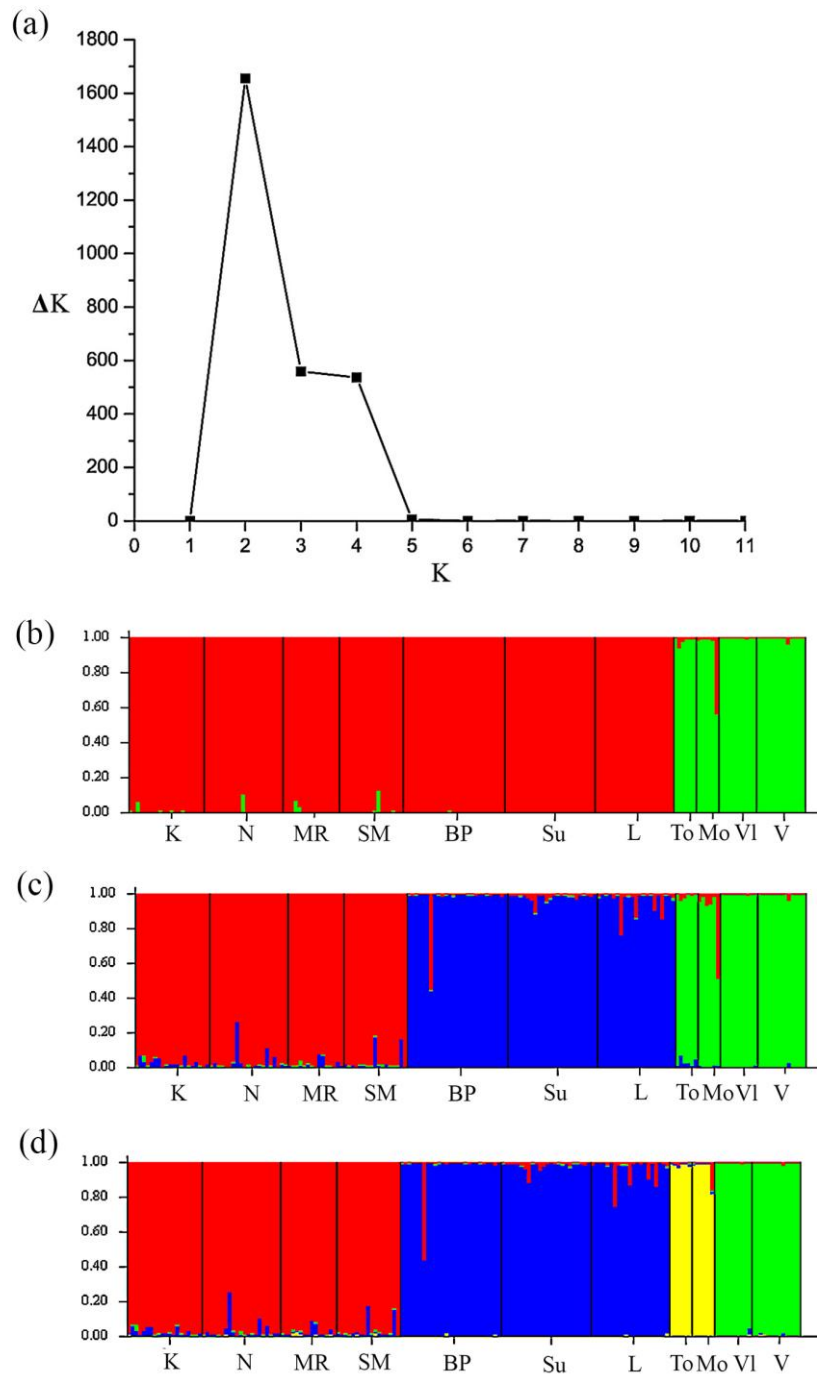 (a)
1800
1600
1400
1200
1000
800
600
400
200
0
ΔK
0 1 2 3 4 5 6 7 8 9 10 11
K
(b)
1.00
0.80
0.60
0.40
0.20
0.00
K N MR SM BP Su L To Mo Vl V
(c)
1.00
0.80
0.60
0.40
0.20
0.00
K N MR SM BP Su L To Mo Vl V
(d)
1.00
0.80
0.60
0.40
0.20
0.00
K N MR SM BP Su L To Mo Vl V